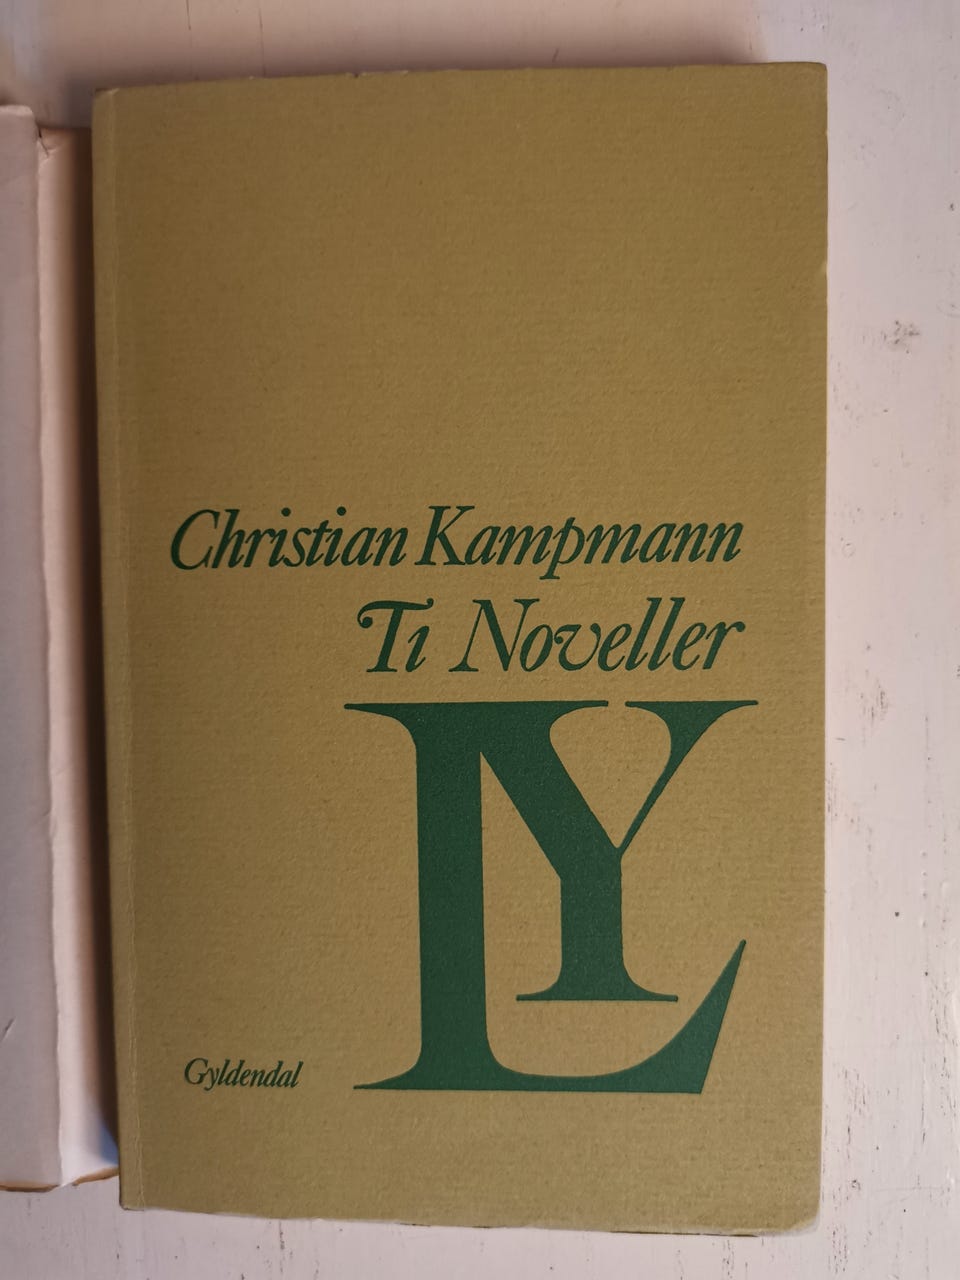 Christian Kampmann
Ti Noveller
LY
Gyldendal